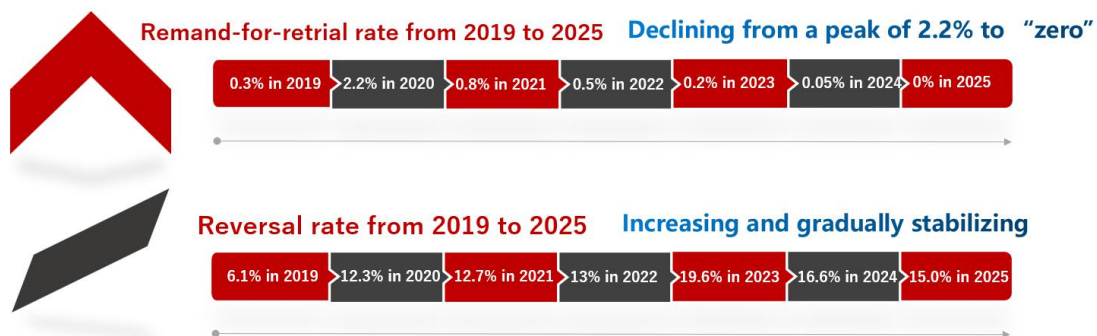 Remand-for-retrial rate from 2019 to 2025 Declining from a peak of 2.2% to “zero”
0.3% in 2019 2.2% in 2020 0.8% in 2021 0.5% in 2022 0.2% in 2023 0.05% in 2024 0% in 2025
Reversal rate from 2019 to 2025 Increasing and gradually stabilizing
6.1% in 2019 12.3% in 2020 12.7% in 2021 13% in 2022 19.6% in 2023 16.6% in 2024 15.0% in 2025